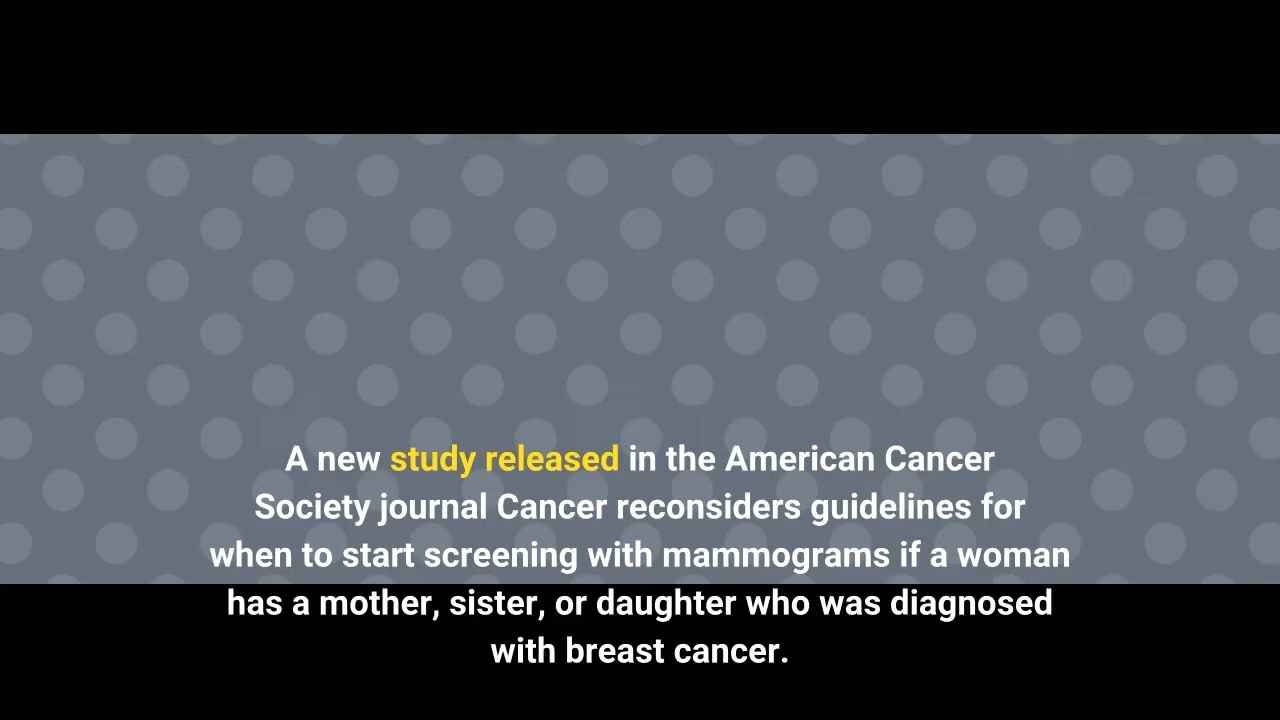 A new study released in the American Cancer
Society journal Cancer reconsiders guidelines for
when to start screening with mammograms if a woman
has a mother, sister, or daughter who was diagnosed
with breast cancer.